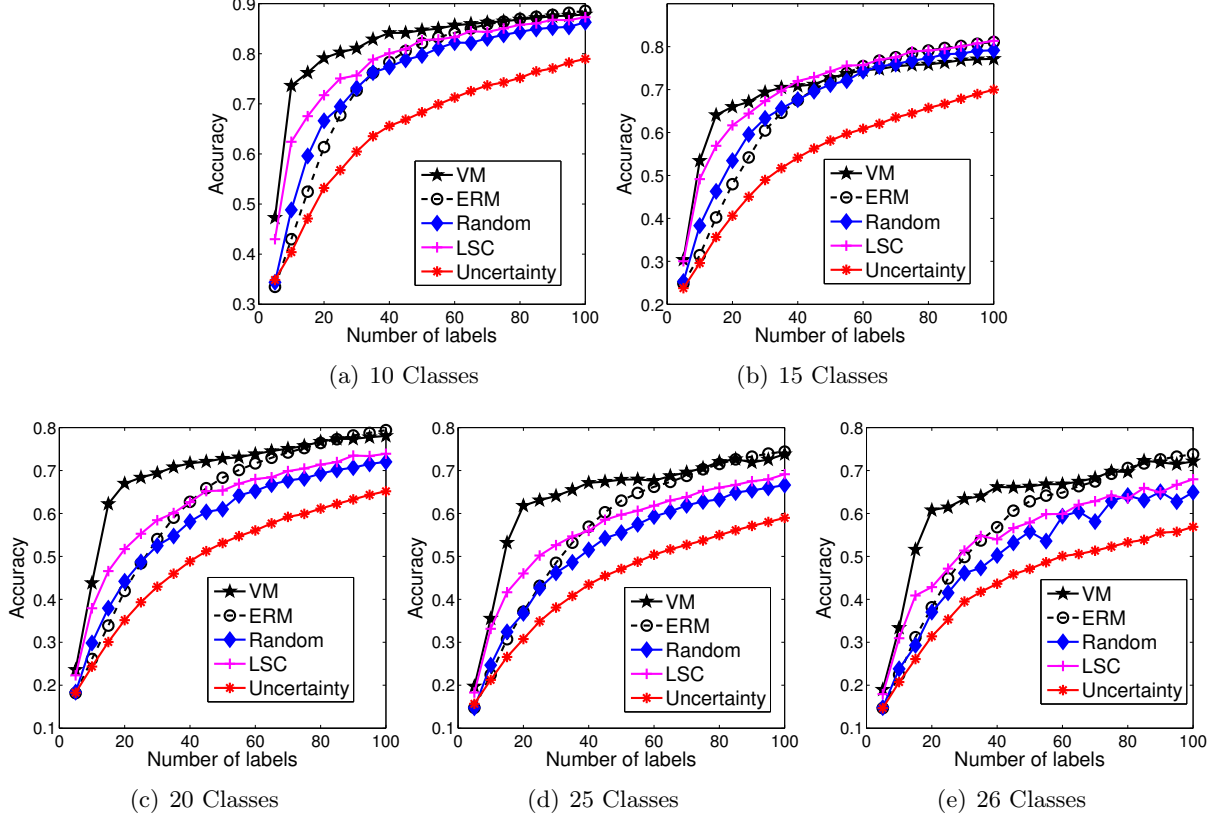 0.9
0.8
0.7
0.6
0.5
0.4
0.3
Accuracy
0 20 40 60 80 100
Number of labels
VM
ERM
Random
LSC
Uncertainty
(a) 10 Classes
0.8
0.7
0.6
0.5
0.4
0.3
0.2
Accuracy
0 20 40 60 80 100
Number of labels
VM
ERM
Random
LSC
Uncertainty
(b) 15 Classes
0.8
0.7
0.6
0.5
0.4
0.3
0.2
0.1
Accuracy
0 20 40 60 80 100
Number of labels
VM
ERM
Random
LSC
Uncertainty
(c) 20 Classes
0.8
0.7
0.6
0.5
0.4
0.3
0.2
0.1
Accuracy
0 20 40 60 80 100
Number of labels
VM
ERM
Random
LSC
Uncertainty
(d) 25 Classes
0.8
0.7
0.6
0.5
0.4
0.3
0.2
0.1
Accuracy
0 20 40 60 80 100
Number of labels
VM
ERM
Random
LSC
Uncertainty
(e) 26 Classes